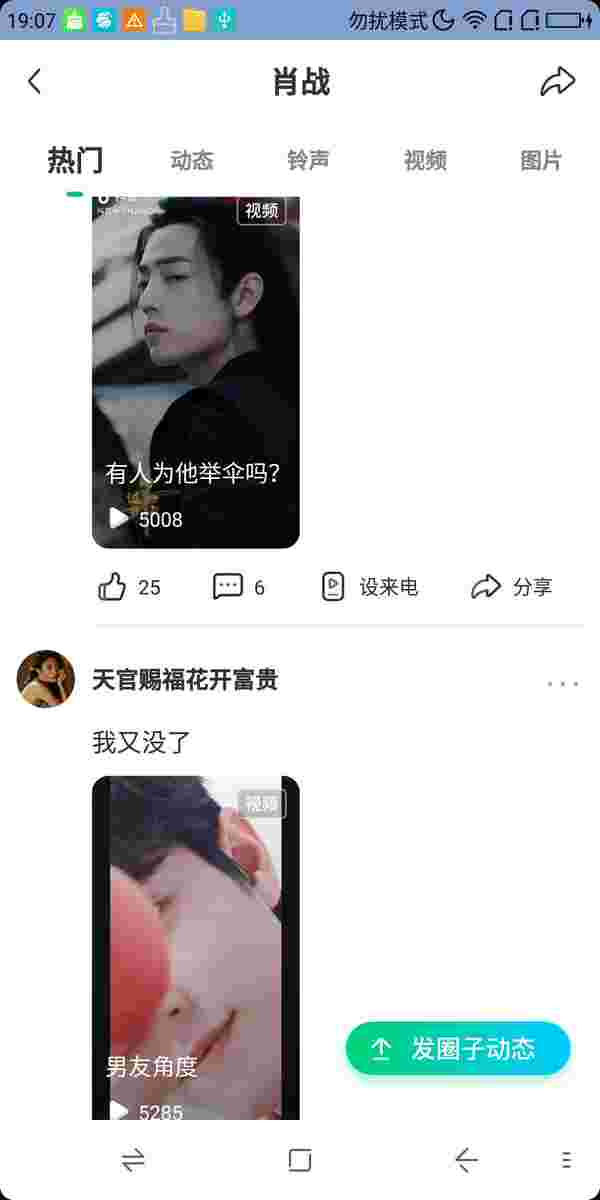 19:07
勿扰模式
肖战
热门 动态 铃声 视频 图片
视频
有人为他举伞吗?
5008
25 6 设来电 分享
天官赐福花开富贵
我又没了
视频
男友角度
5285
发圈子动态